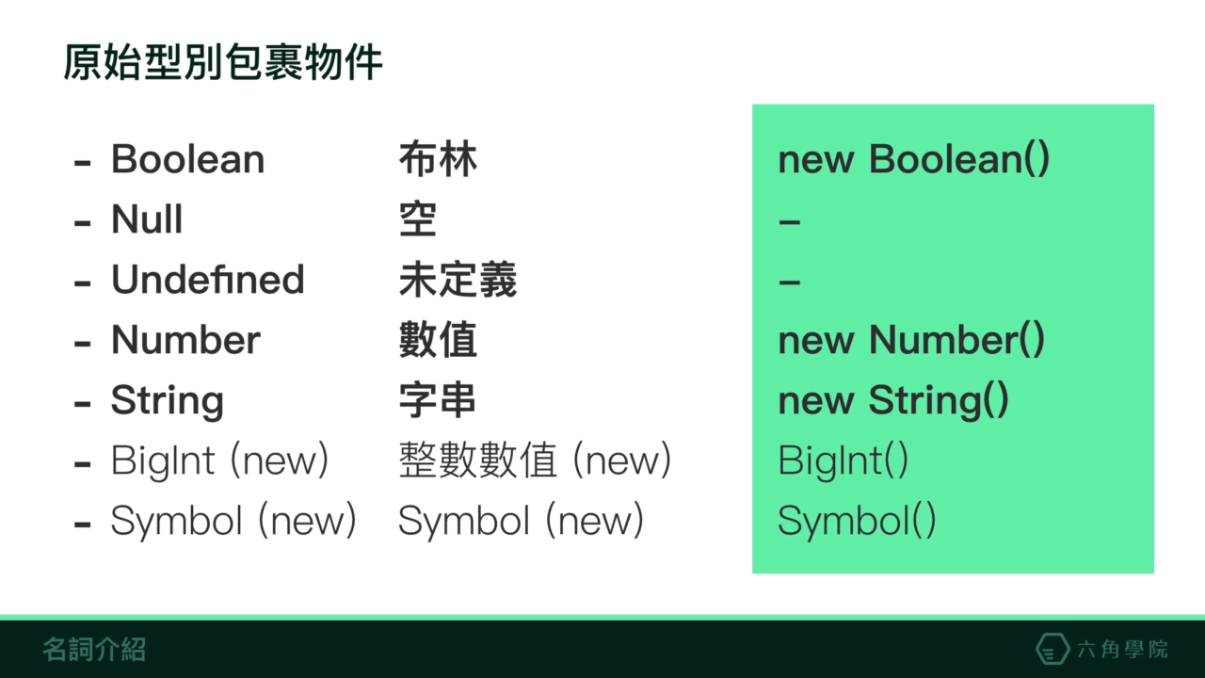 原始型別包裹物件
- Boolean 布林 new Boolean()
- Null 空 –
- Undefined 未定義 –
- Number 數值 new Number()
- String 字串 new String()
- BigInt (new) 整數數值 (new) BigInt()
- Symbol (new) Symbol (new) Symbol()
名詞介紹 六角學院